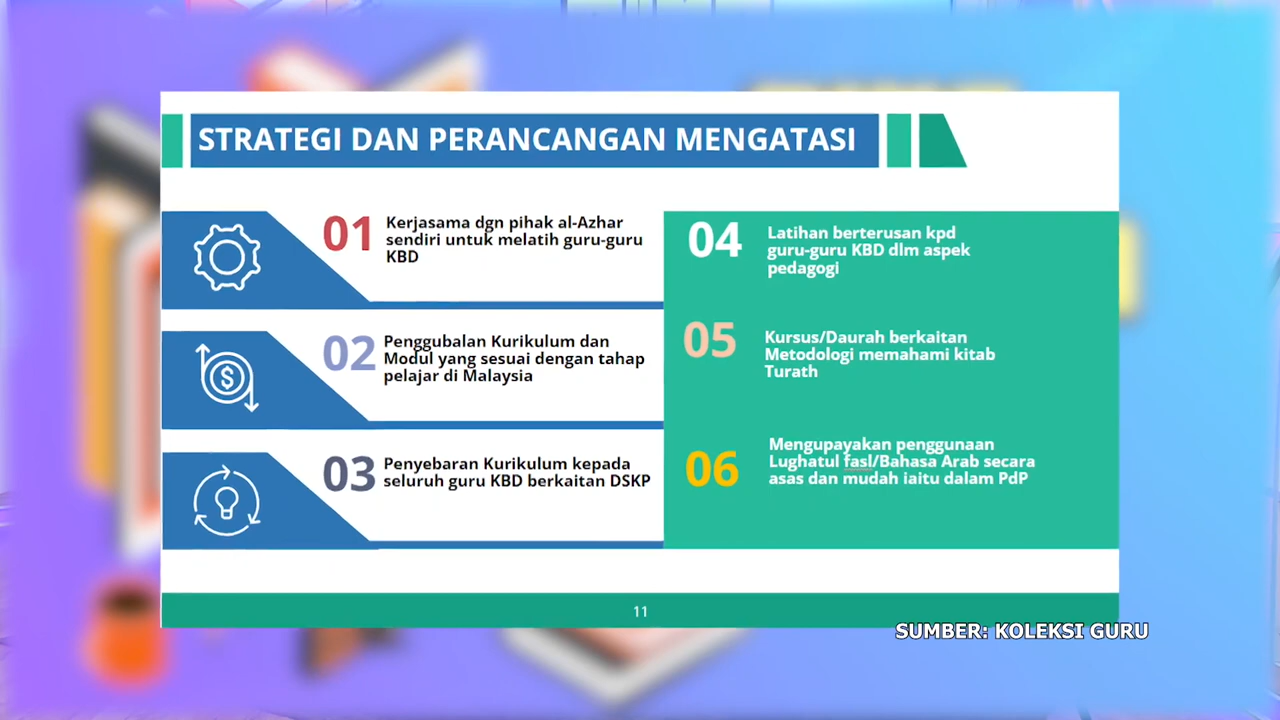 STRATEGI DAN PERANCANGAN MENGATASI
01
Kerjasama dgn pihak al-Azhar
sendiri untuk melatih guru-guru
KBD
02
Penggubalan Kurikulum dan
Modul yang sesuai dengan tahap
pelajar di Malaysia
03
Penyebaran Kurikulum kepada
seluruh guru KBD berkaitan DSKP
04
Latihan berterusan kpd
guru-guru KBD dlm aspek
pedagogi
05
Kursus/Daurah berkaitan
Metodologi memahami kitab
Turath
06
Mengupayakan penggunaan
Lughatul fasl/Bahasa Arab secara
asas dan mudah iaitu dalam PdP
11
SUMBER: KOLEKSI GURU